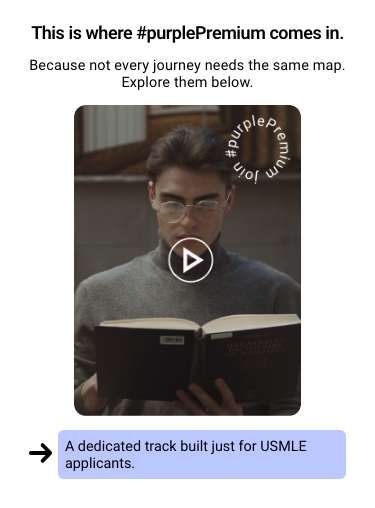 This is where #purplePremium comes in.
Because not every journey needs the same map.
Explore them below.
#purplePremium join
A dedicated track built just for USMLE
applicants.